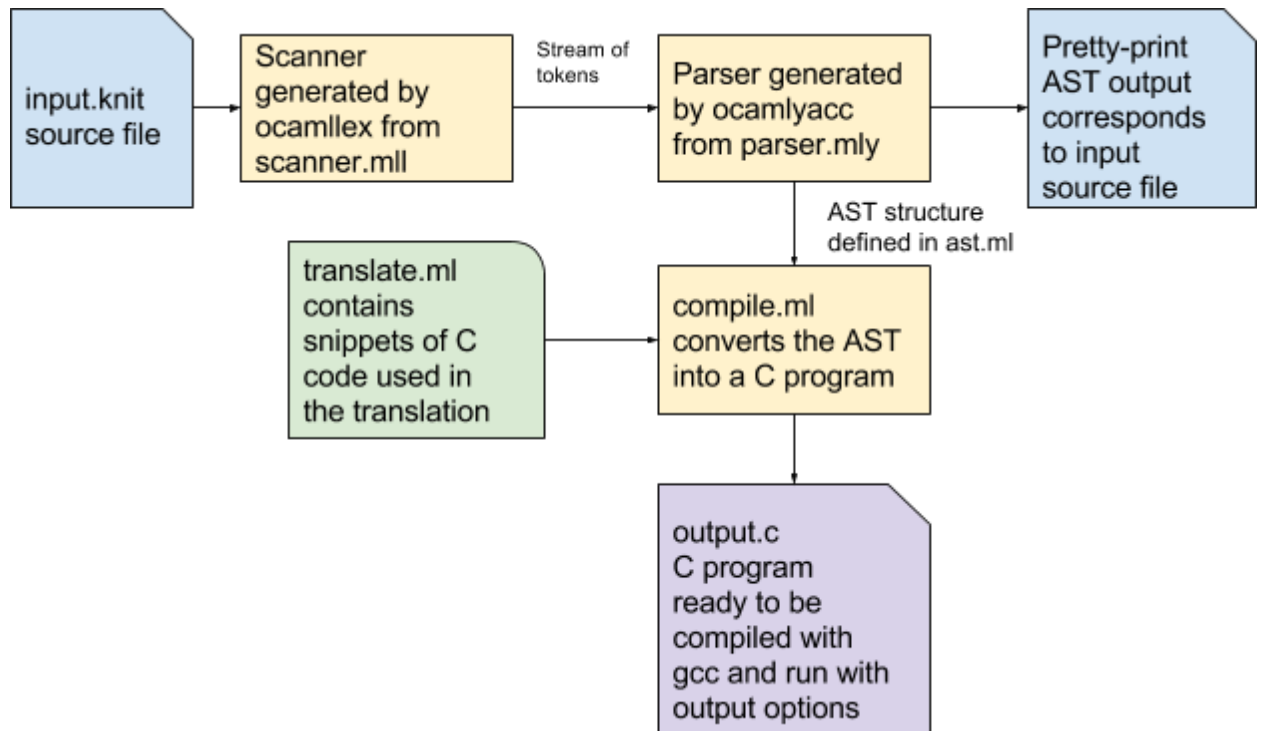 input.knit
source file
Scanner
generated by
ocamllex from
scanner.mll
Stream of
tokens
Parser generated
by ocamlyacc
from parser.mly
Pretty-print
AST output
corresponds
to input
source file
AST structure
defined in ast.ml
translate.ml
contains
snippets of C
code used in
the translation
compile.ml
converts the AST
into a C program
output.c
C program
ready to be
compiled with
gcc and run with
output options